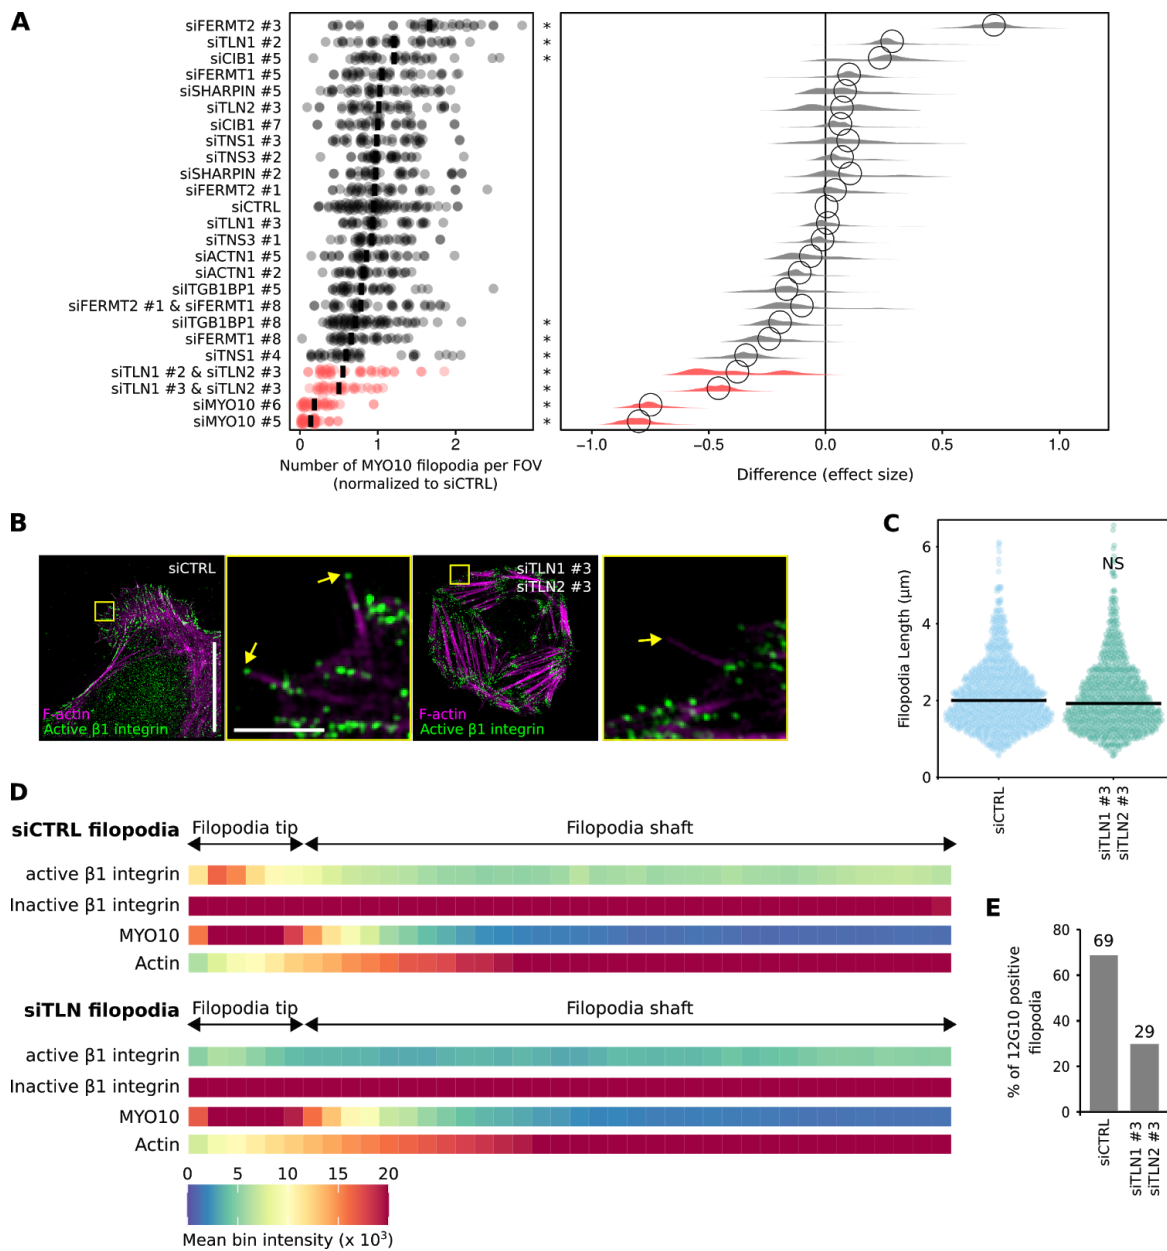 A
siFERMT2 #3
*
siTLN1 #2
*
siCIB1 #5
*
siFERMT1 #5
siSHARPIN #5
siTLN2 #3
siCIB1 #7
siTNS1 #3
siTNS3 #2
siSHARPIN #2
siFERMT2 #1
siCTRL
siTLN1 #3
siTNS3 #1
siACTN1 #5
siACTN1 #2
siITGB1BP1 #5
siFERMT2 #1 & siFERMT1 #8
siITGB1BP1 #8
*
siFERMT1 #8
*
siTNS1 #4
*
siTLN1 #2 & siTLN2 #3
*
siTLN1 #3 & siTLN2 #3
*
siMYO10 #6
*
siMYO10 #5
*
0 1 2
Number of MYO10 filopodia per FOV
(normalized to siCTRL)
−1.0 −0.5 0.0 0.5 1.0
Difference (effect size)
B
siCTRL
F-actin
Active β1 integrin
siTLN1 #3
siTLN2 #3
F-actin
Active β1 integrin
C
Filopodia Length (μm)
6
4
2
0
NS
siCTRL
siTLN1 #3
siTLN2 #3
D
siCTRL filopodia
Filopodia tip
Filopodia shaft
active β1 integrin
Inactive β1 integrin
MYO10
Actin
siTLN filopodia
Filopodia tip
Filopodia shaft
active β1 integrin
Inactive β1 integrin
MYO10
Actin
0 5 10 15 20
Mean bin intensity (x 10³)
E
% of 12G10 positive
filopodia
80
60
40
20
0
69
29
siCTRL
siTLN1 #3
siTLN2 #3